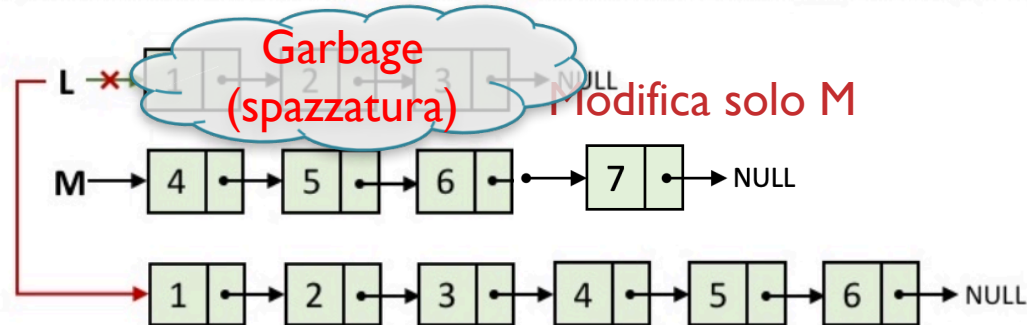 Garbage
(spazzatura)
L 1 2 3 NULL
Modifica solo M
M 4 5 6 7 NULL
1 2 3 4 5 6 NULL